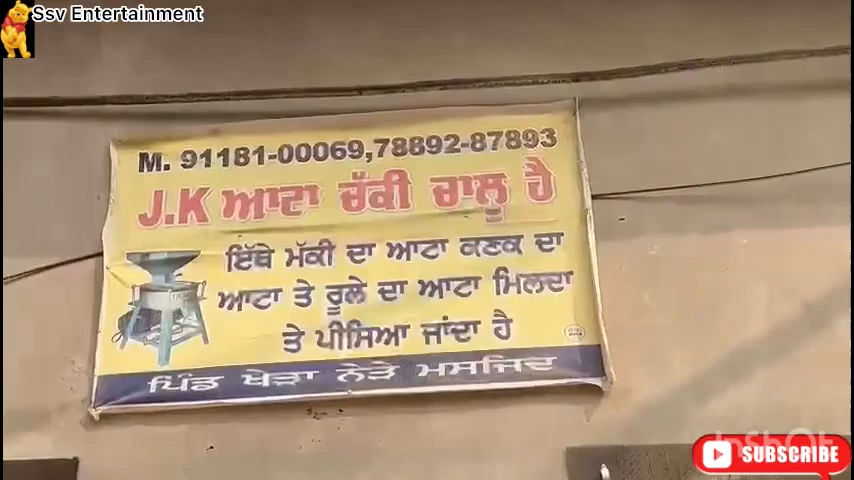 Ssv Entertainment
M. 91181-00069,78892-87893
J.K ਆਟਾ ਚੱਕੀ ਚਾਲੂ ਹੈ
ਇੱਥੇ ਮੱਕੀ ਦਾ ਆਟਾ ਕਣਕ ਦਾ
ਆਟਾ ਤੇ ਰੂਲੇ ਦਾ ਆਟਾ ਮਿਲਦਾ
ਤੇ ਪੀਸਿਆ ਜਾਂਦਾ ਹੈ
ਪਿੰਡ ਖੇੜਾ ਨੇੜੇ ਮਸਜਿਦ
SUBSCRIBE